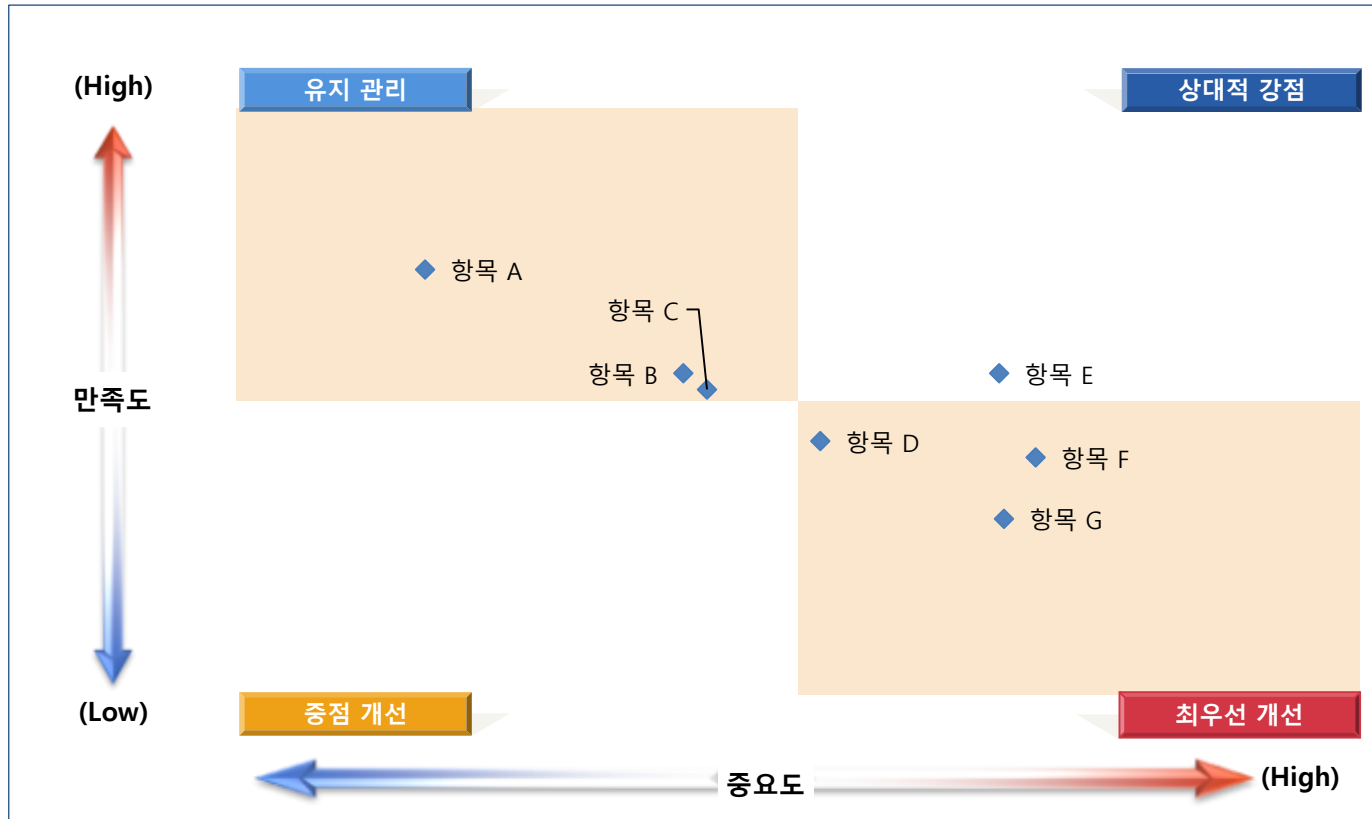 (High)
유지 관리
상대적 강점
항목 A
항목 C
항목 B
항목 E
만족도
항목 D
항목 F
항목 G
(Low)
중점 개선
최우선 개선
중요도
(High)